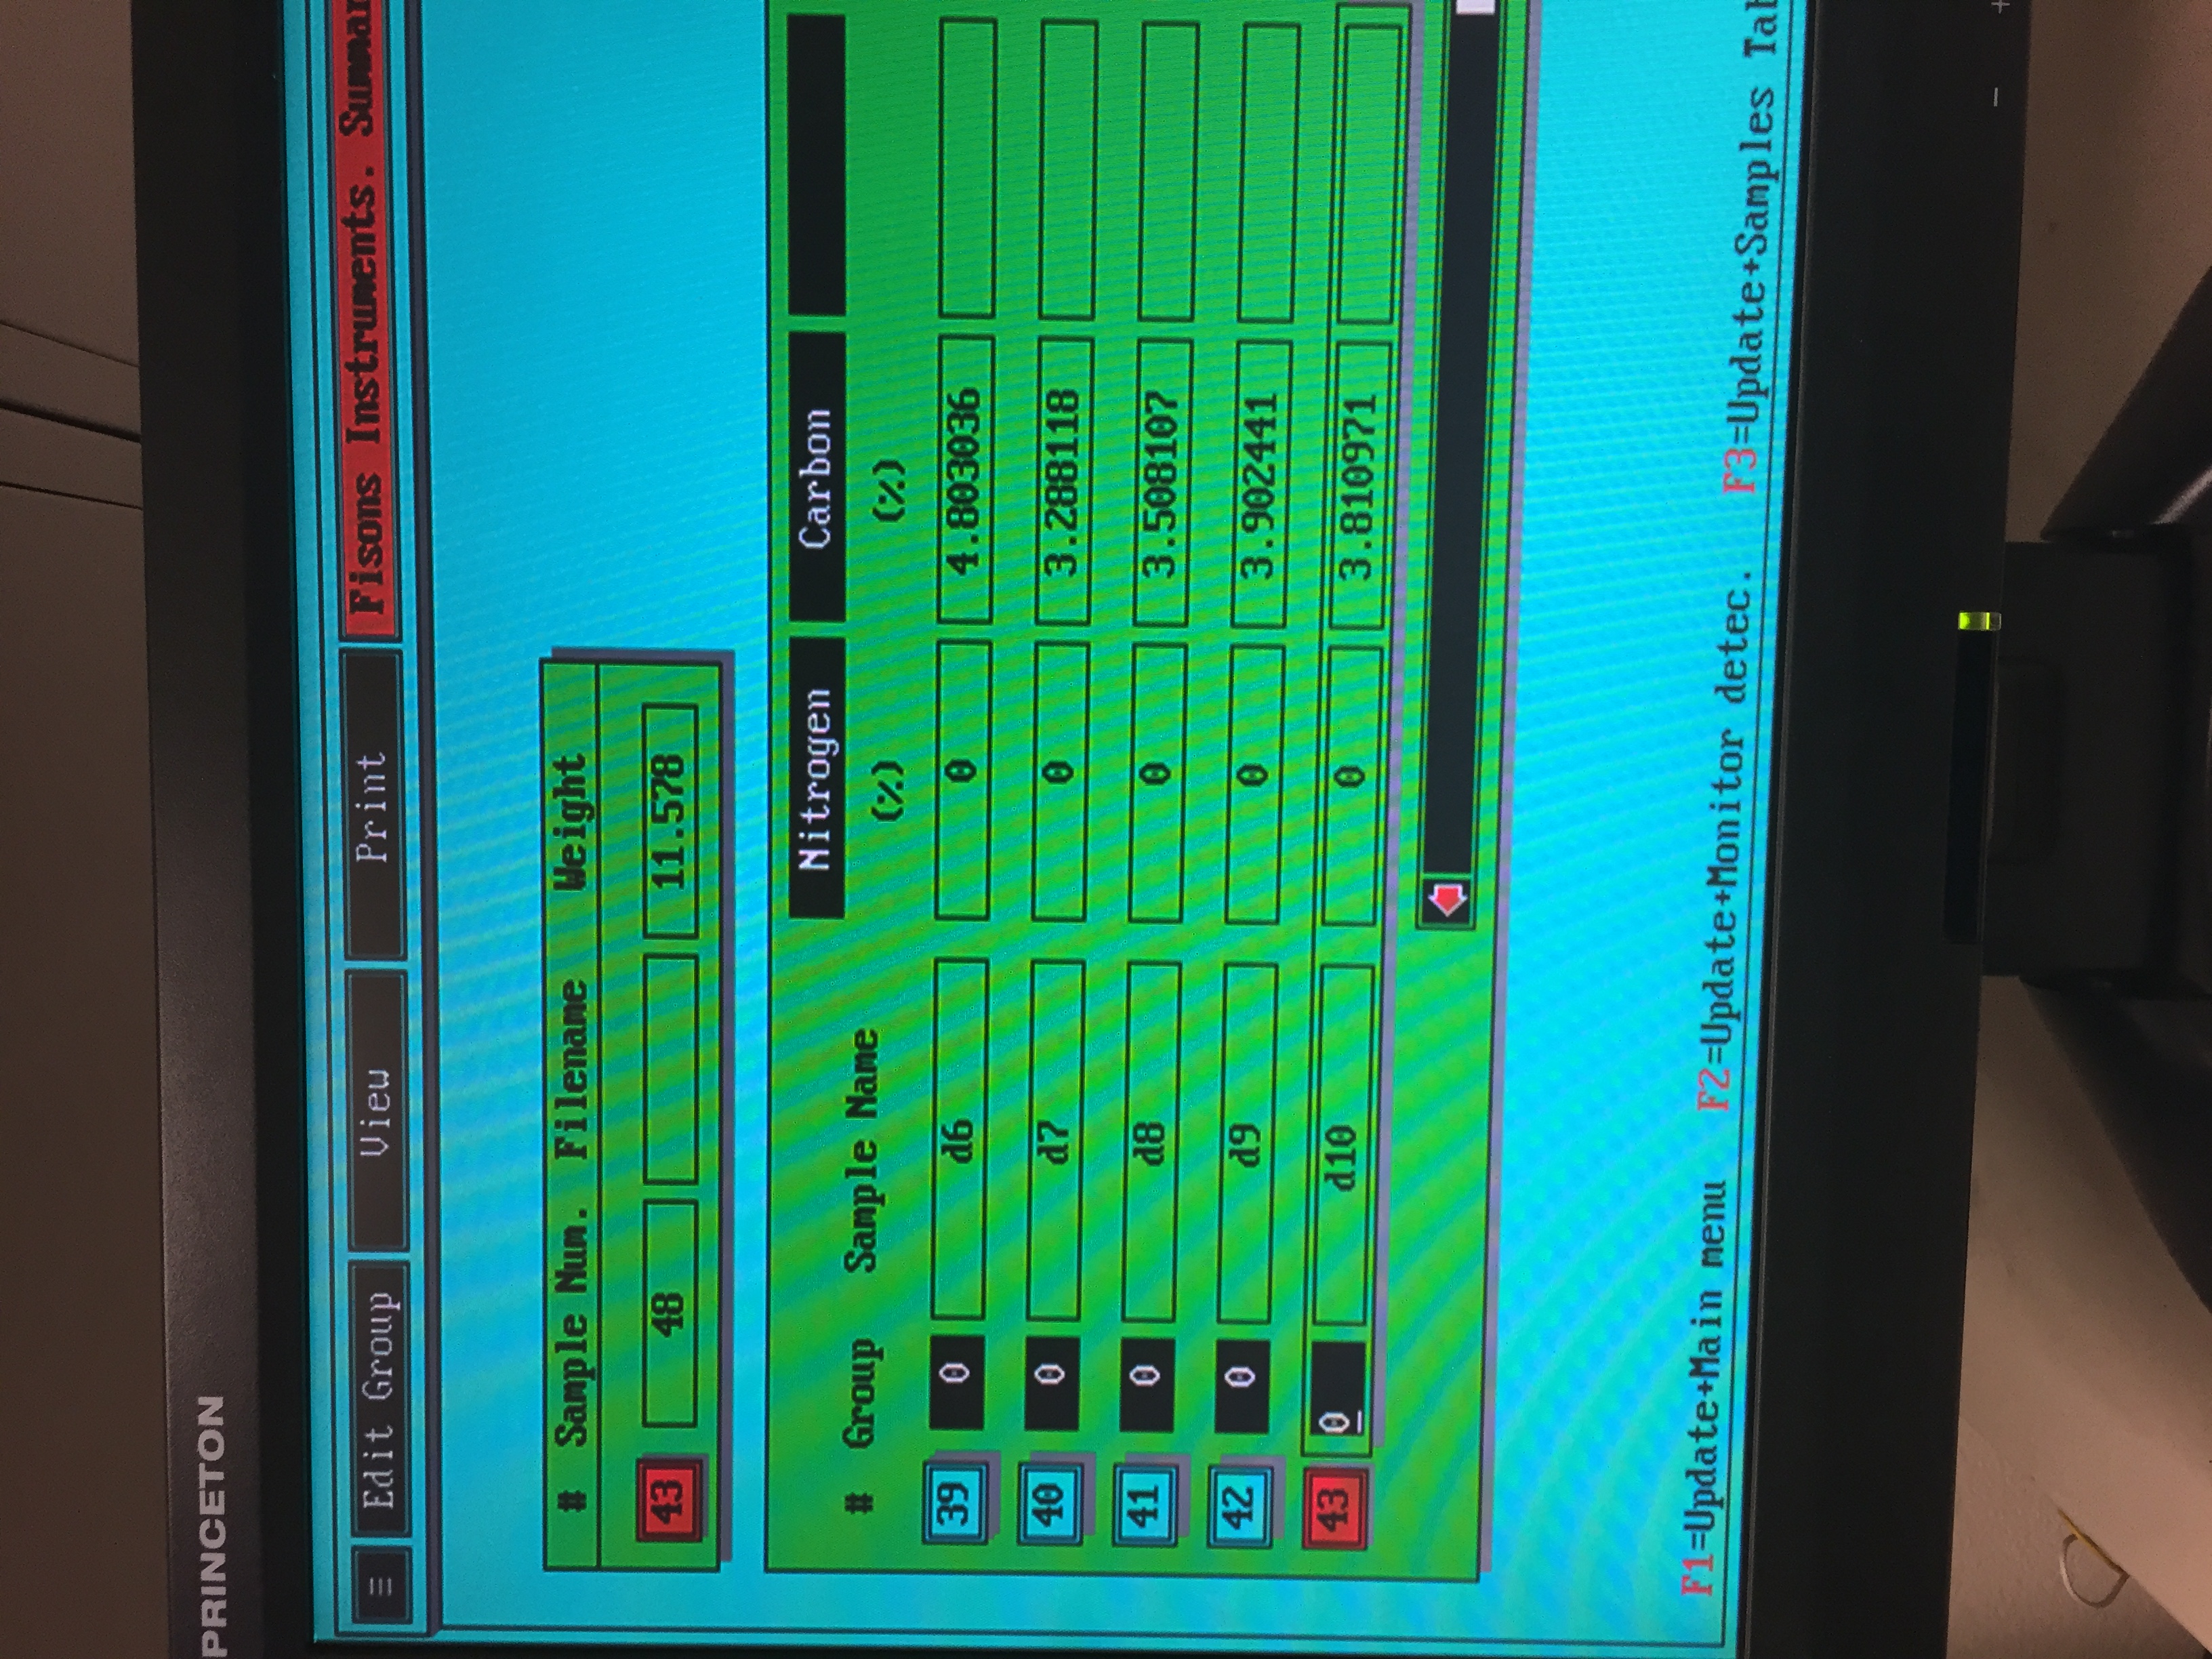 PRINCETON
≡ Edit Group View Print Fisons Instruments. Summar
# Sample Num. Filename Weight
43 48 11.578
Nitrogen Carbon
# Group Sample Name (%) (%)
39 0 d6 0 4.803036
40 0 d7 0 3.288118
41 0 d8 0 3.508107
42 0 d9 0 3.902441
43 0 d10 0 3.810971
F1=Update+Main menu F2=Update+Monitor detec. F3=Update+Samples Tab
− +